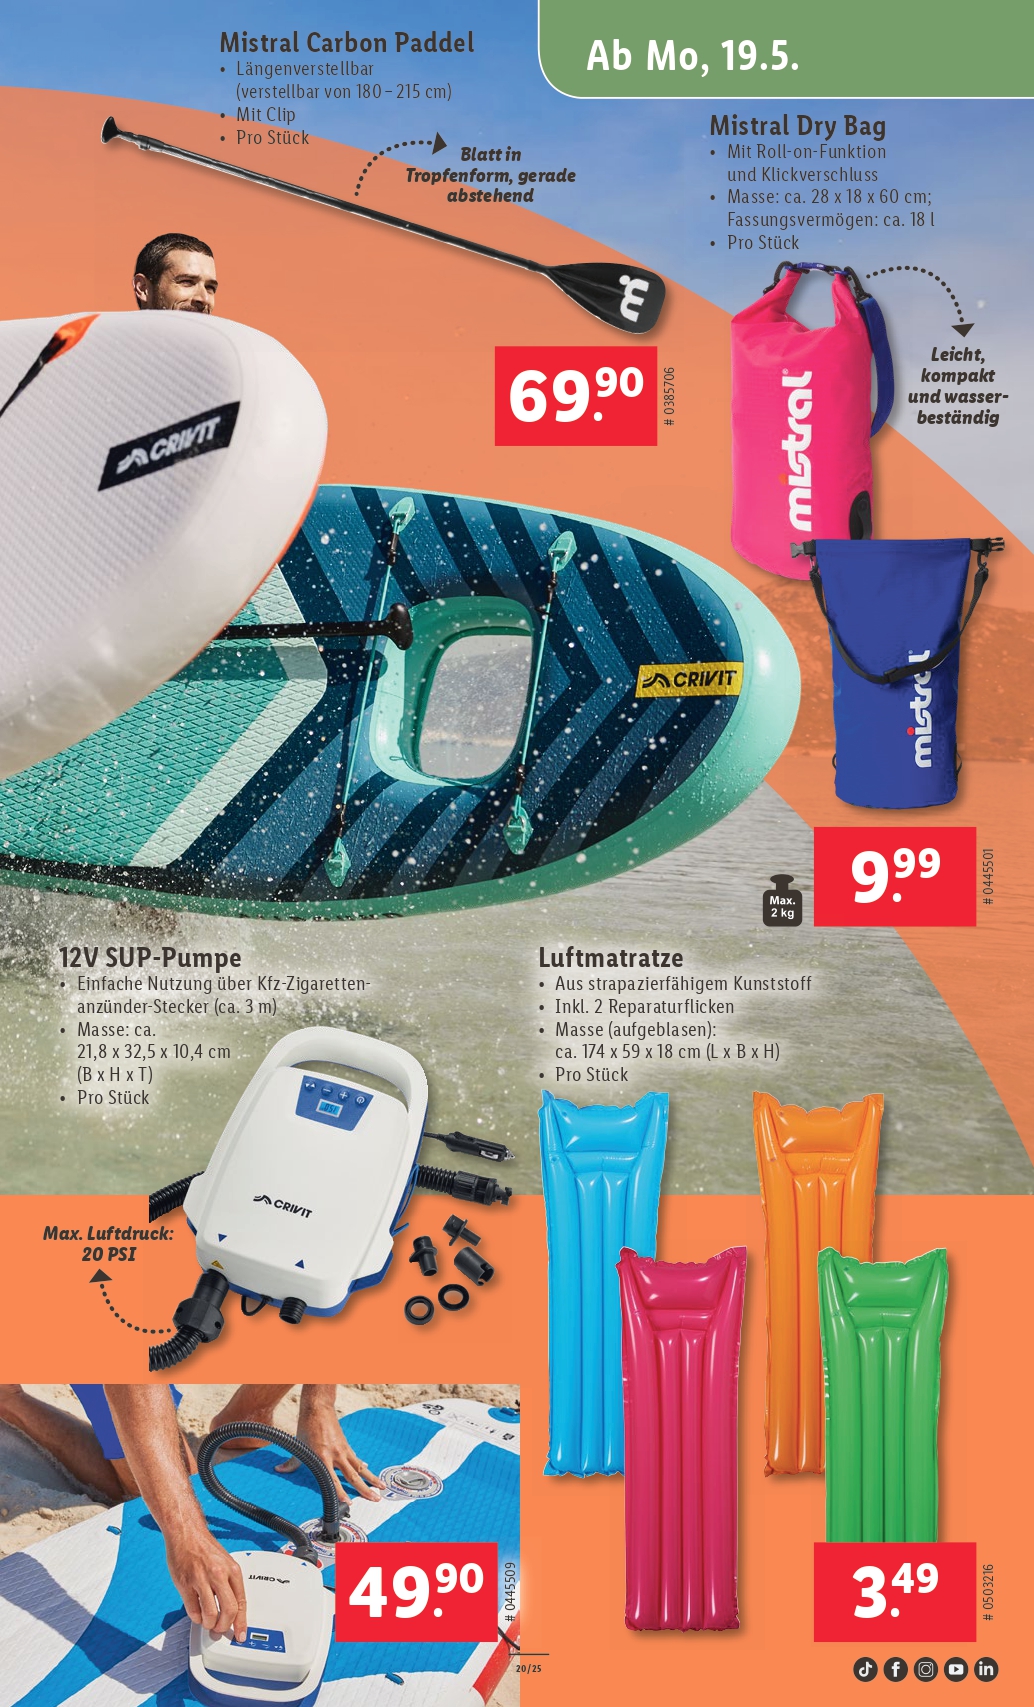 Ab Mo, 19.5.
Mistral Carbon Paddel
• Längenverstellbar
(verstellbar von 180 – 215 cm)
• Mit Clip
• Pro Stück
Blatt in
Tropfenform, gerade
abstehend
69.90
# 0385706
Mistral Dry Bag
• Mit Roll-on-Funktion
und Klickverschluss
• Masse: ca. 28 x 18 x 60 cm;
Fassungsvermögen: ca. 18 l
• Pro Stück
Leicht,
kompakt
und wasser-
beständig
mistral
mistral
CRIVIT
CRIVIT
Max.
2 kg
9.99
# 0445501
12V SUP-Pumpe
• Einfache Nutzung über Kfz-Zigaretten-
anzünder-Stecker (ca. 3 m)
• Masse: ca.
21,8 x 32,5 x 10,4 cm
(B x H x T)
• Pro Stück
CRIVIT
Max. Luftdruck:
20 PSI
CRIVIT
49.90
# 0445509
Luftmatratze
• Aus strapazierfähigem Kunststoff
• Inkl. 2 Reparaturflicken
• Masse (aufgeblasen):
ca. 174 x 59 x 18 cm (L x B x H)
• Pro Stück
3.49
# 0503216
20/25